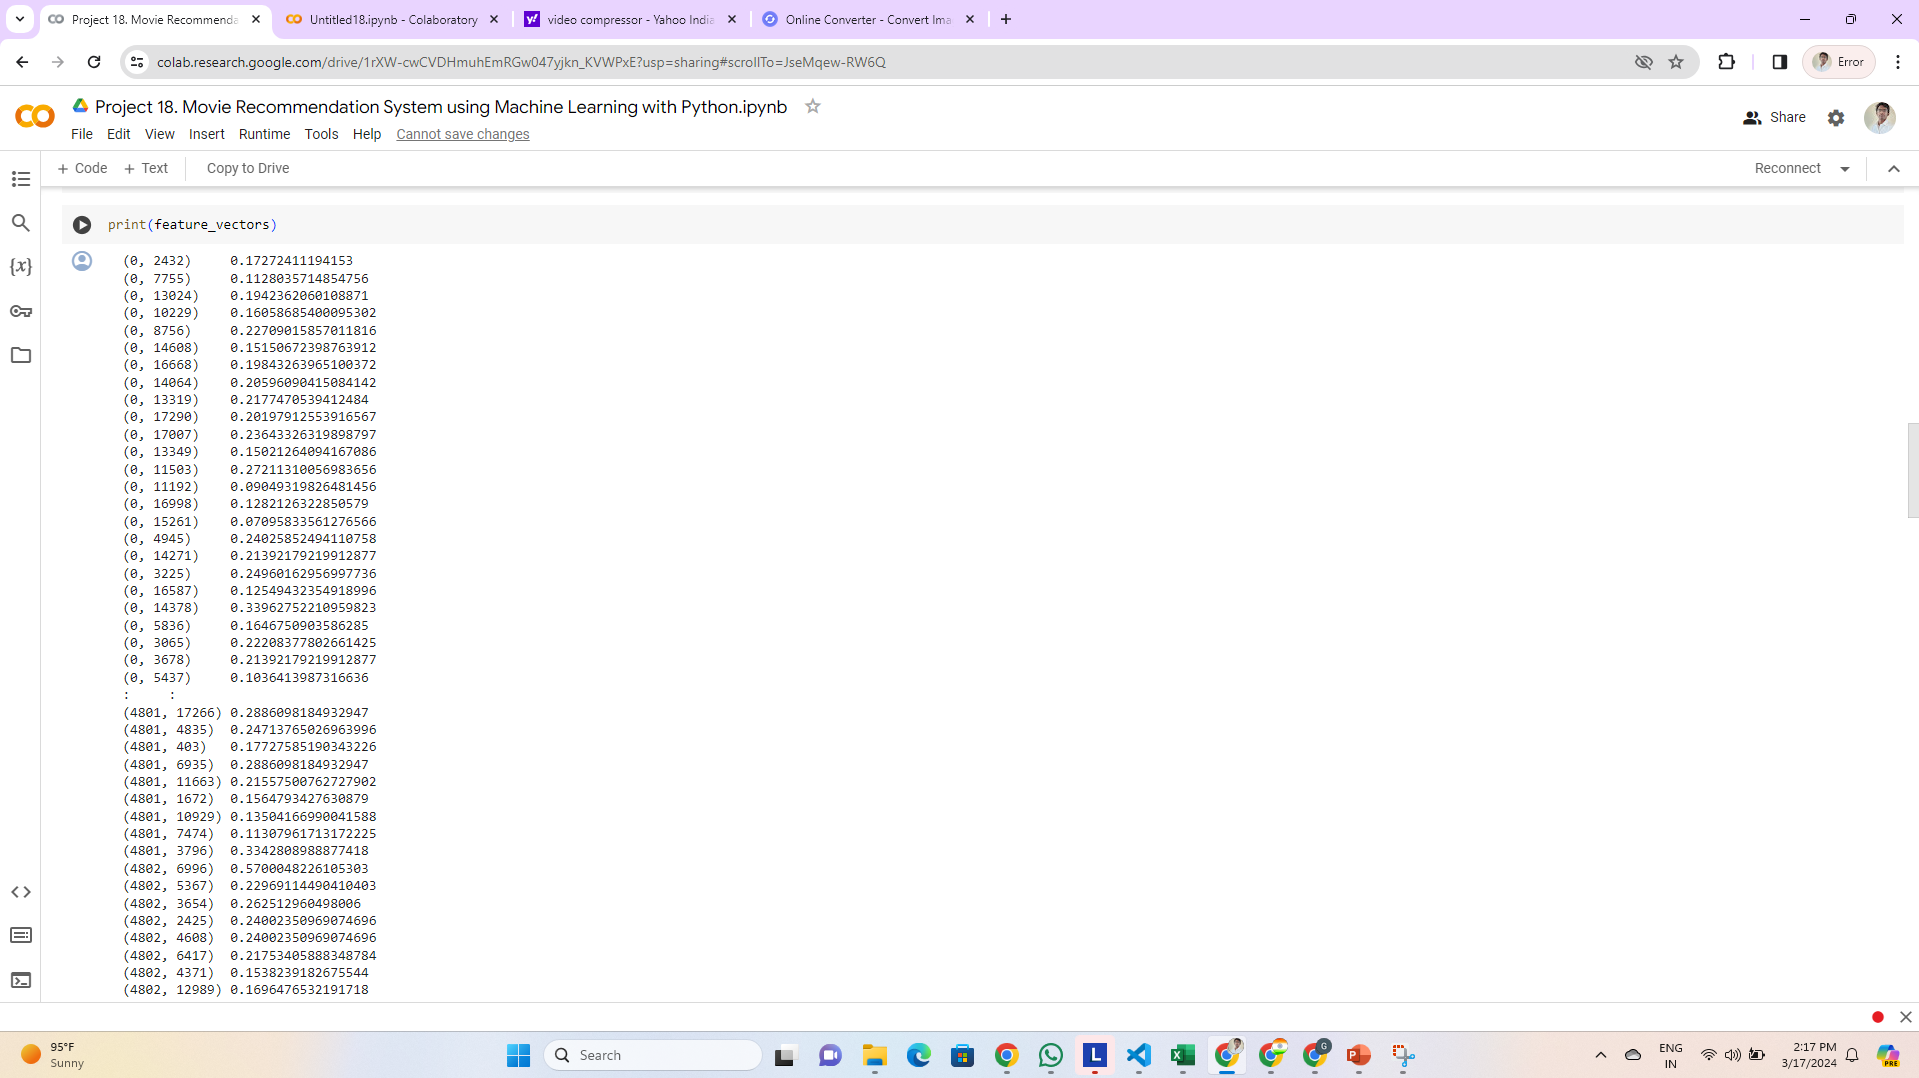 Project 18. Movie Recommenda
Untitled18.ipynb - Colaboratory
video compressor - Yahoo India
Online Converter - Convert Ima
colab.research.google.com/drive/1rXW-cwCVDHmuhEmRGw047yjkn_KVWPxE?usp=sharing#scrollTo=JseMqew-RW6Q
Error
Project 18. Movie Recommendation System using Machine Learning with Python.ipynb
File Edit View Insert Runtime Tools Help Cannot save changes
Share
+ Code + Text Copy to Drive
Reconnect
{x}
print(feature_vectors)
(0, 2432) 0.17272411194153
(0, 7755) 0.1128035714854756
(0, 13024) 0.1942362060108871
(0, 10229) 0.16058685400095302
(0, 8756) 0.22709015857011816
(0, 14608) 0.15150672398763912
(0, 16668) 0.19843263965100372
(0, 14064) 0.20596090415084142
(0, 13319) 0.2177470539412484
(0, 17290) 0.20197912553916567
(0, 17007) 0.23643326319898797
(0, 13349) 0.15021264094167086
(0, 11503) 0.27211310056983656
(0, 11192) 0.09049319826481456
(0, 16998) 0.1282126322850579
(0, 15261) 0.07095833561276566
(0, 4945) 0.24025852494110758
(0, 14271) 0.21392179219912877
(0, 3225) 0.24960162956997736
(0, 16587) 0.12549432354918996
(0, 14378) 0.33962752210959823
(0, 5836) 0.1646750903586285
(0, 3065) 0.22208377802661425
(0, 3678) 0.21392179219912877
(0, 5437) 0.1036413987316636
: :
(4801, 17266) 0.2886098184932947
(4801, 4835) 0.24713765026963996
(4801, 403) 0.17727585190343226
(4801, 6935) 0.2886098184932947
(4801, 11663) 0.21557500762727902
(4801, 1672) 0.1564793427630879
(4801, 10929) 0.13504166990041588
(4801, 7474) 0.11307961713172225
(4801, 3796) 0.3342808988877418
(4802, 6996) 0.5700048226105303
(4802, 5367) 0.22969114490410403
(4802, 3654) 0.262512960498006
(4802, 2425) 0.24002350969074696
(4802, 4608) 0.24002350969074696
(4802, 6417) 0.21753405888348784
(4802, 4371) 0.1538239182675544
(4802, 12989) 0.1696476532191718
95°F
Sunny
Search
ENG
IN
2:17 PM
3/17/2024